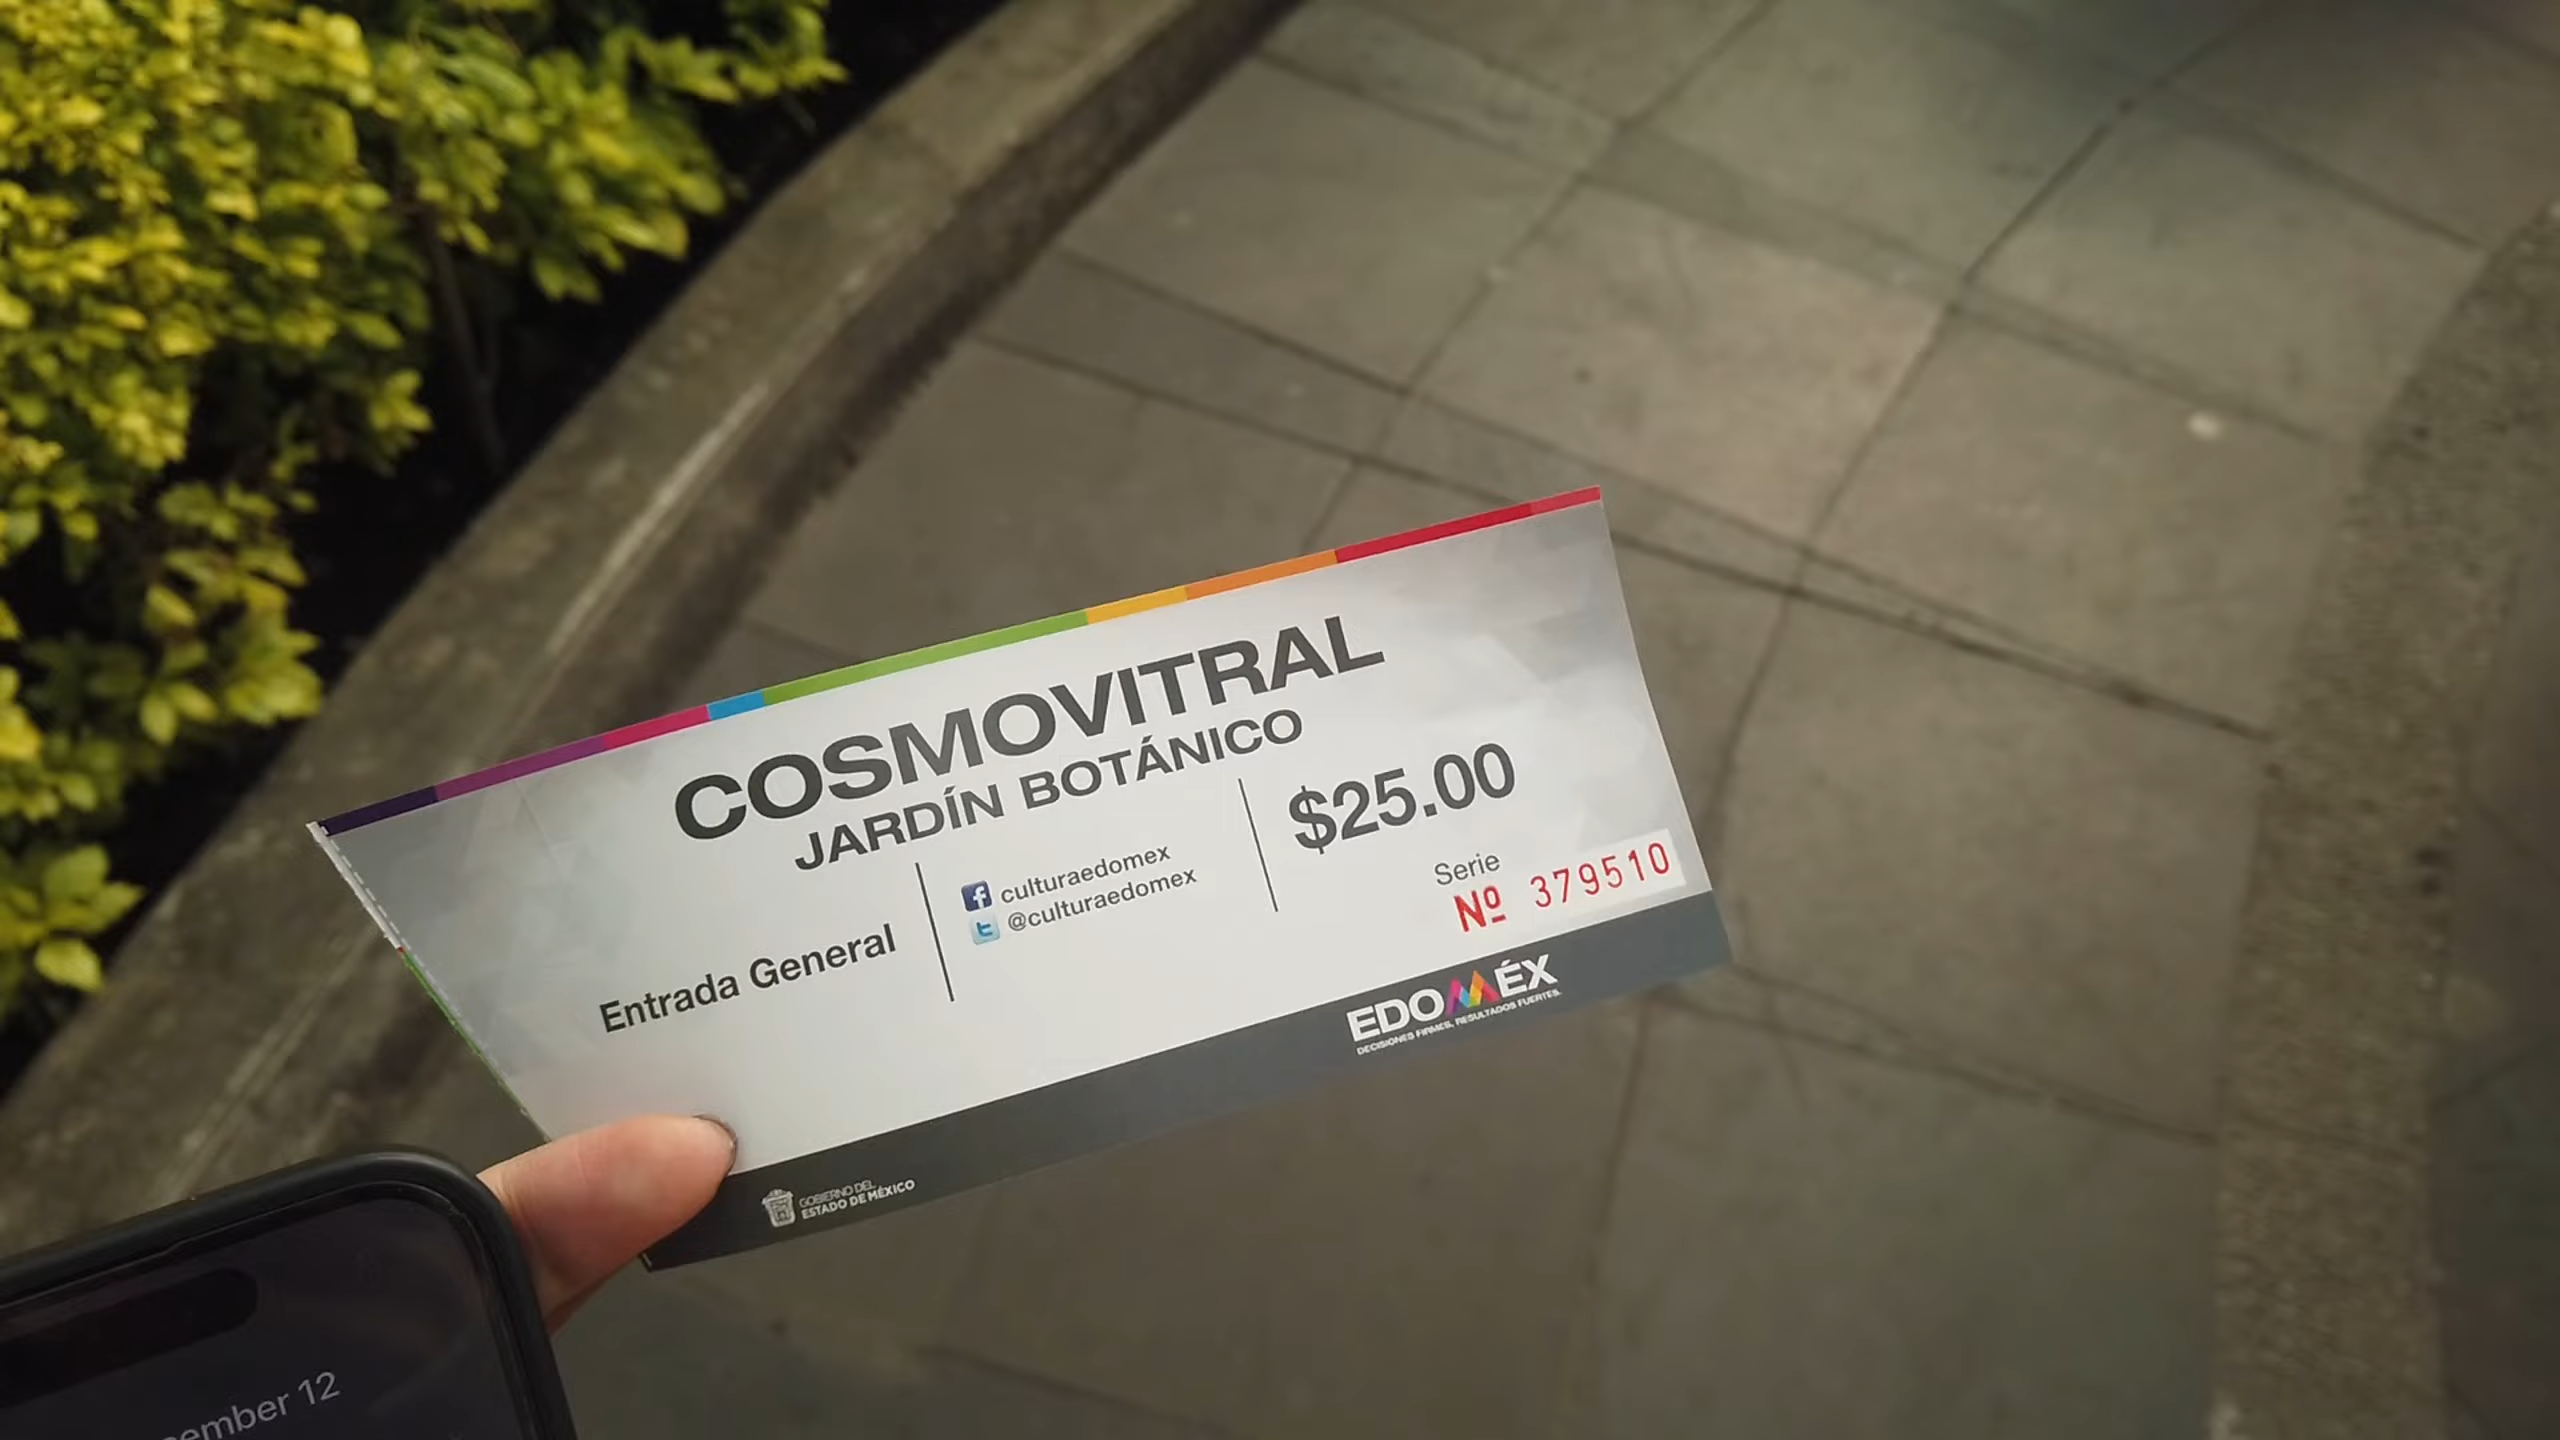 COSMOVITRAL
JARDÍN BOTÁNICO
Entrada General
culturaedomex
@culturaedomex
$25.00
Serie
Nº 379510
EDOMÉX
DECISIONES FIRMES, RESULTADOS FUERTES.
GOBIERNO DEL
ESTADO DE MÉXICO
12